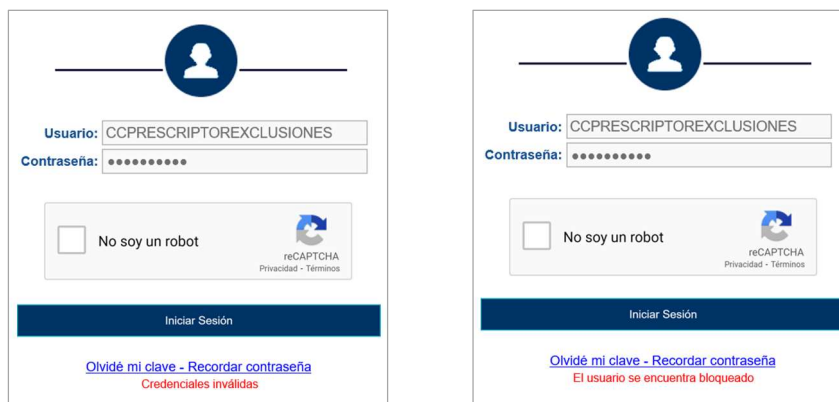 Usuario: CCPRESCRIPTOREXCLUSIONES
Contraseña: ●●●●●●●●●●
No soy un robot
reCAPTCHA
Privacidad - Términos
Iniciar Sesión
Olvidé mi clave - Recordar contraseña
Credenciales inválidas
Usuario: CCPRESCRIPTOREXCLUSIONES
Contraseña: ●●●●●●●●●●
No soy un robot
reCAPTCHA
Privacidad - Términos
Iniciar Sesión
Olvidé mi clave - Recordar contraseña
El usuario se encuentra bloqueado